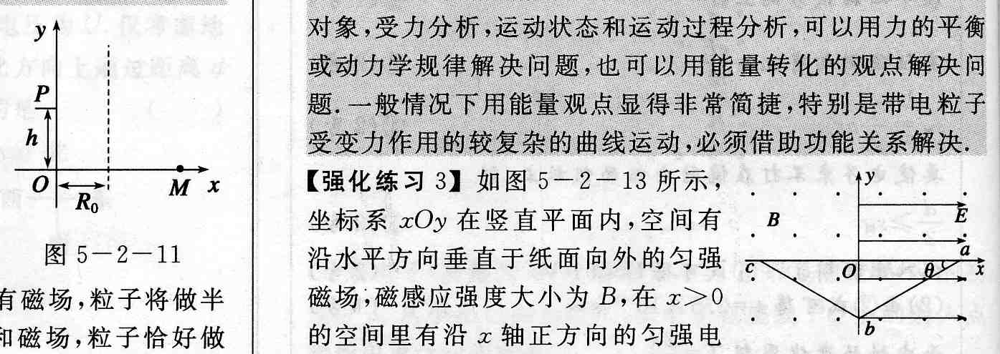 y
P
h
O
R₀
M
x
图 5-2-11
有磁场,粒子将做半
和磁场,粒子恰好做
对象,受力分析,运动状态和运动过程分析,可以用力的平衡
或动力学规律解决问题,也可以用能量转化的观点解决问
题.一般情况下用能量观点显得非常简捷,特别是带电粒子
受变力作用的较复杂的曲线运动,必须借助功能关系解决.
【强化练习 3】 如图 5-2-13 所示,
坐标系 xOy 在竖直平面内,空间有
沿水平方向垂直于纸面向外的匀强
磁场,磁感应强度大小为 B,在 x>0
的空间里有沿 x 轴正方向的匀强电
y
B
E
a
c
O
θ
x
b